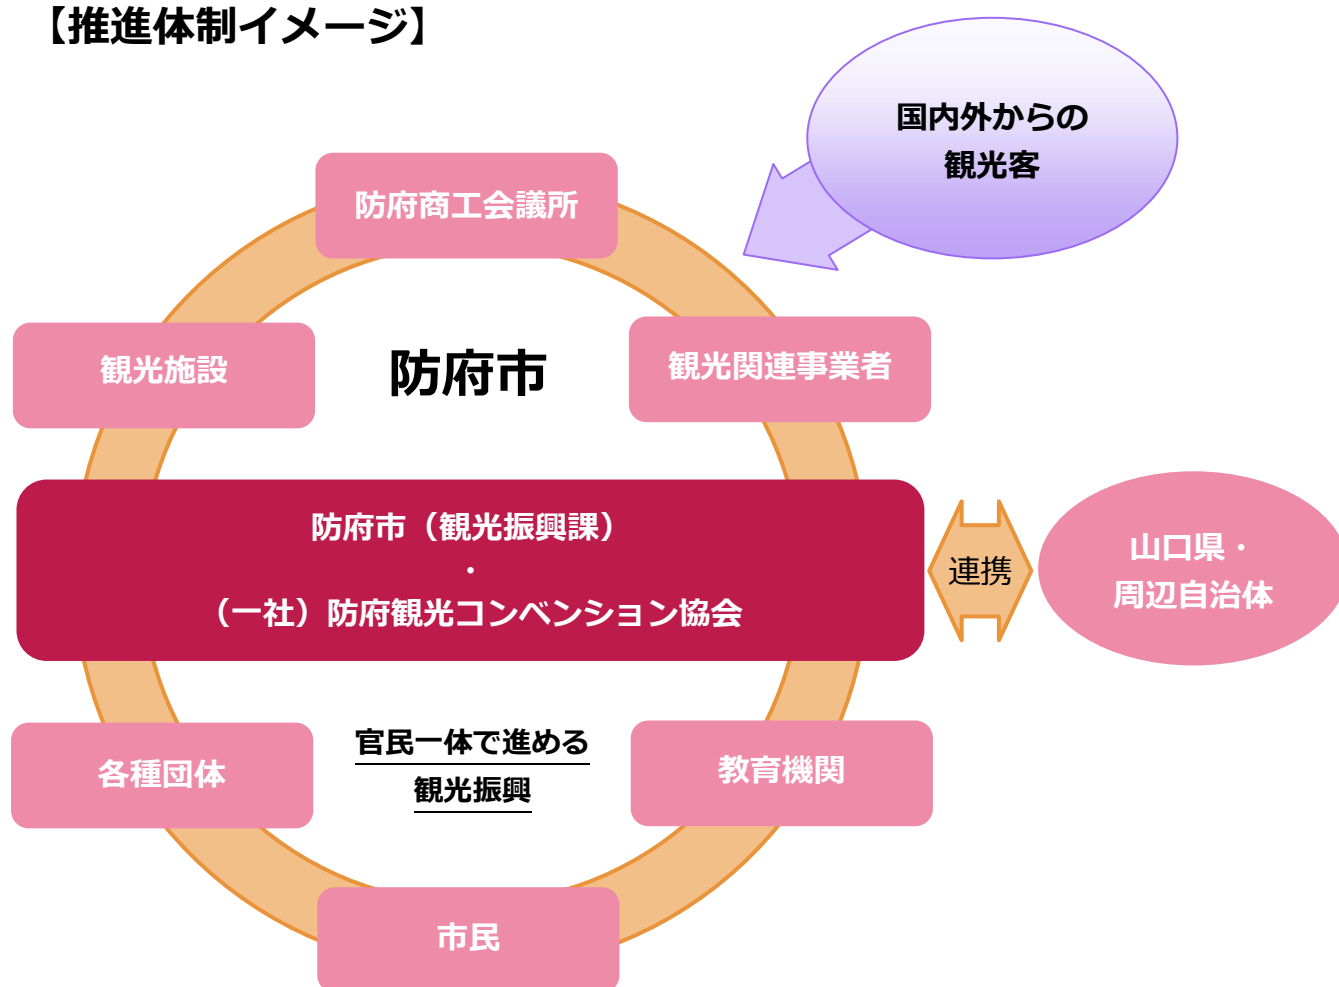 【推進体制イメージ】
国内外からの
観光客
防府商工会議所
観光施設
防府市
観光関連事業者
防府市（観光振興課）
・
（一社）防府観光コンベンション協会
連携
山口県・
周辺自治体
各種団体
官民一体で進める
観光振興
教育機関
市民